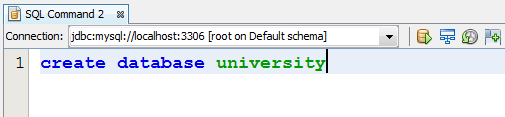 SQL Command 2
Connection: jdbc:mysql://localhost:3306 [root on Default schema]
1 create database university